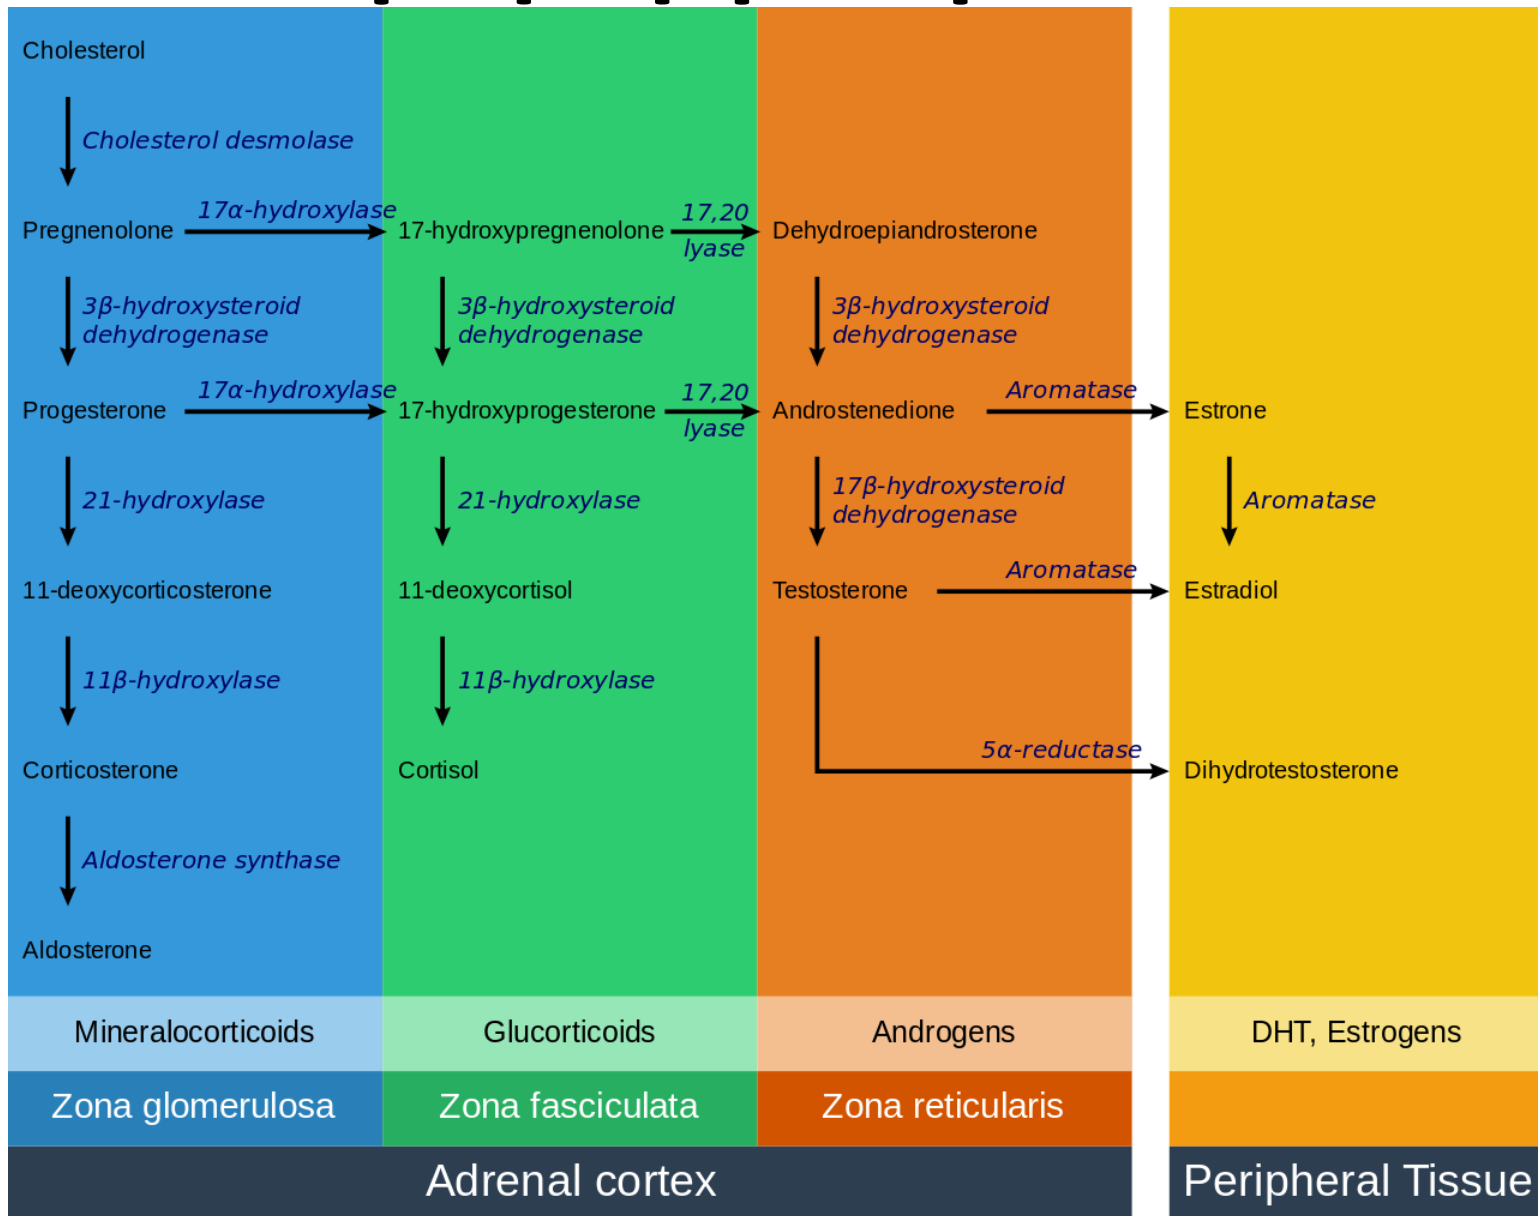 Cholesterol
Cholesterol desmolase
17α-hydroxylase
17,20
Pregnenolone
17-hydroxypregnenolone
lyase
Dehydroepiandrosterone
3β-hydroxysteroid
dehydrogenase
3β-hydroxysteroid
dehydrogenase
3β-hydroxysteroid
dehydrogenase
17α-hydroxylase
17,20
Aromatase
Progesterone
17-hydroxyprogesterone
lyase
Androstenedione
Estrone
21-hydroxylase
21-hydroxylase
17β-hydroxysteroid
dehydrogenase
Aromatase
Aromatase
11-deoxycorticosterone
11-deoxycortisol
Testosterone
Estradiol
11β-hydroxylase
11β-hydroxylase
5α-reductase
Corticosterone
Cortisol
Dihydrotestosterone
Aldosterone synthase
Aldosterone
Mineralocorticoids
Glucorticoids
Androgens
DHT, Estrogens
Zona glomerulosa
Zona fasciculata
Zona reticularis
Adrenal cortex
Peripheral Tissue